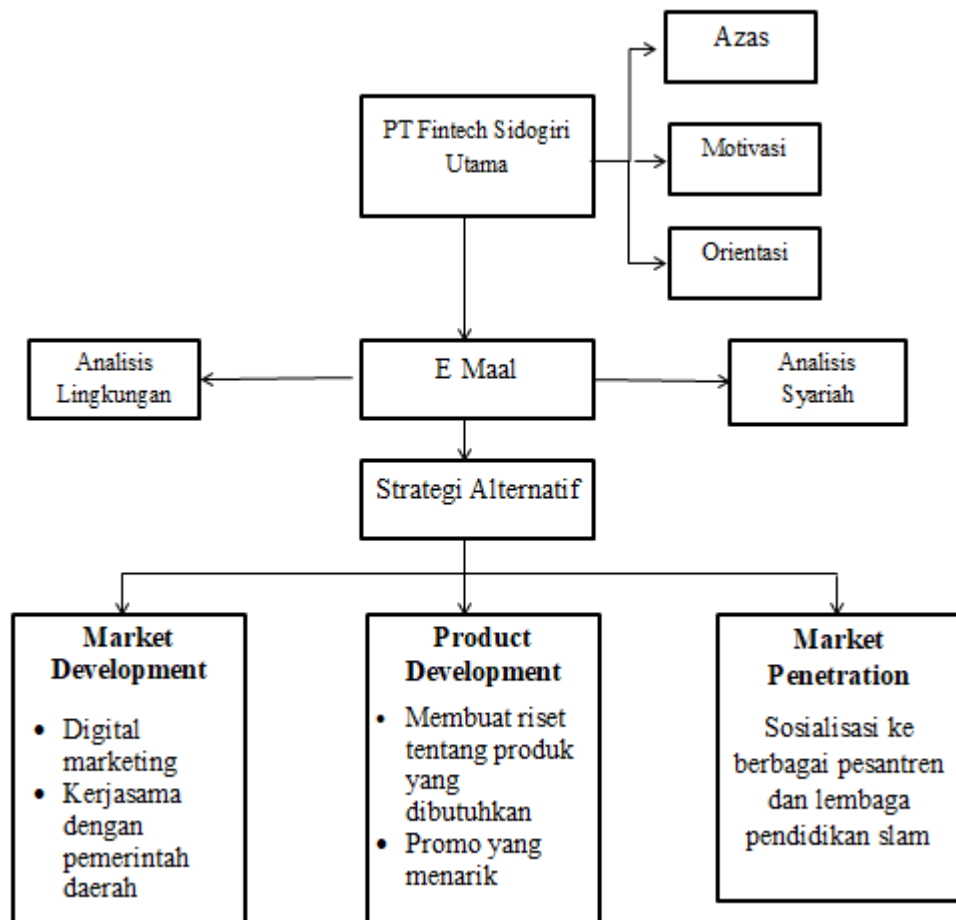 Azas
PT Fintech Sidogiri
Utama
Motivasi
Orientasi
Analisis
Lingkungan
E Maal
Analisis
Syariah
Strategi Alternatif
Market
Development
• Digital
marketing
• Kerjasama
dengan
pemerintah
daerah
Product
Development
• Membuat riset
tentang produk
yang
dibutuhkan
• Promo yang
menarik
Market
Penetration
Sosialisasi ke
berbagai pesantren
dan lembaga
pendidikan slam